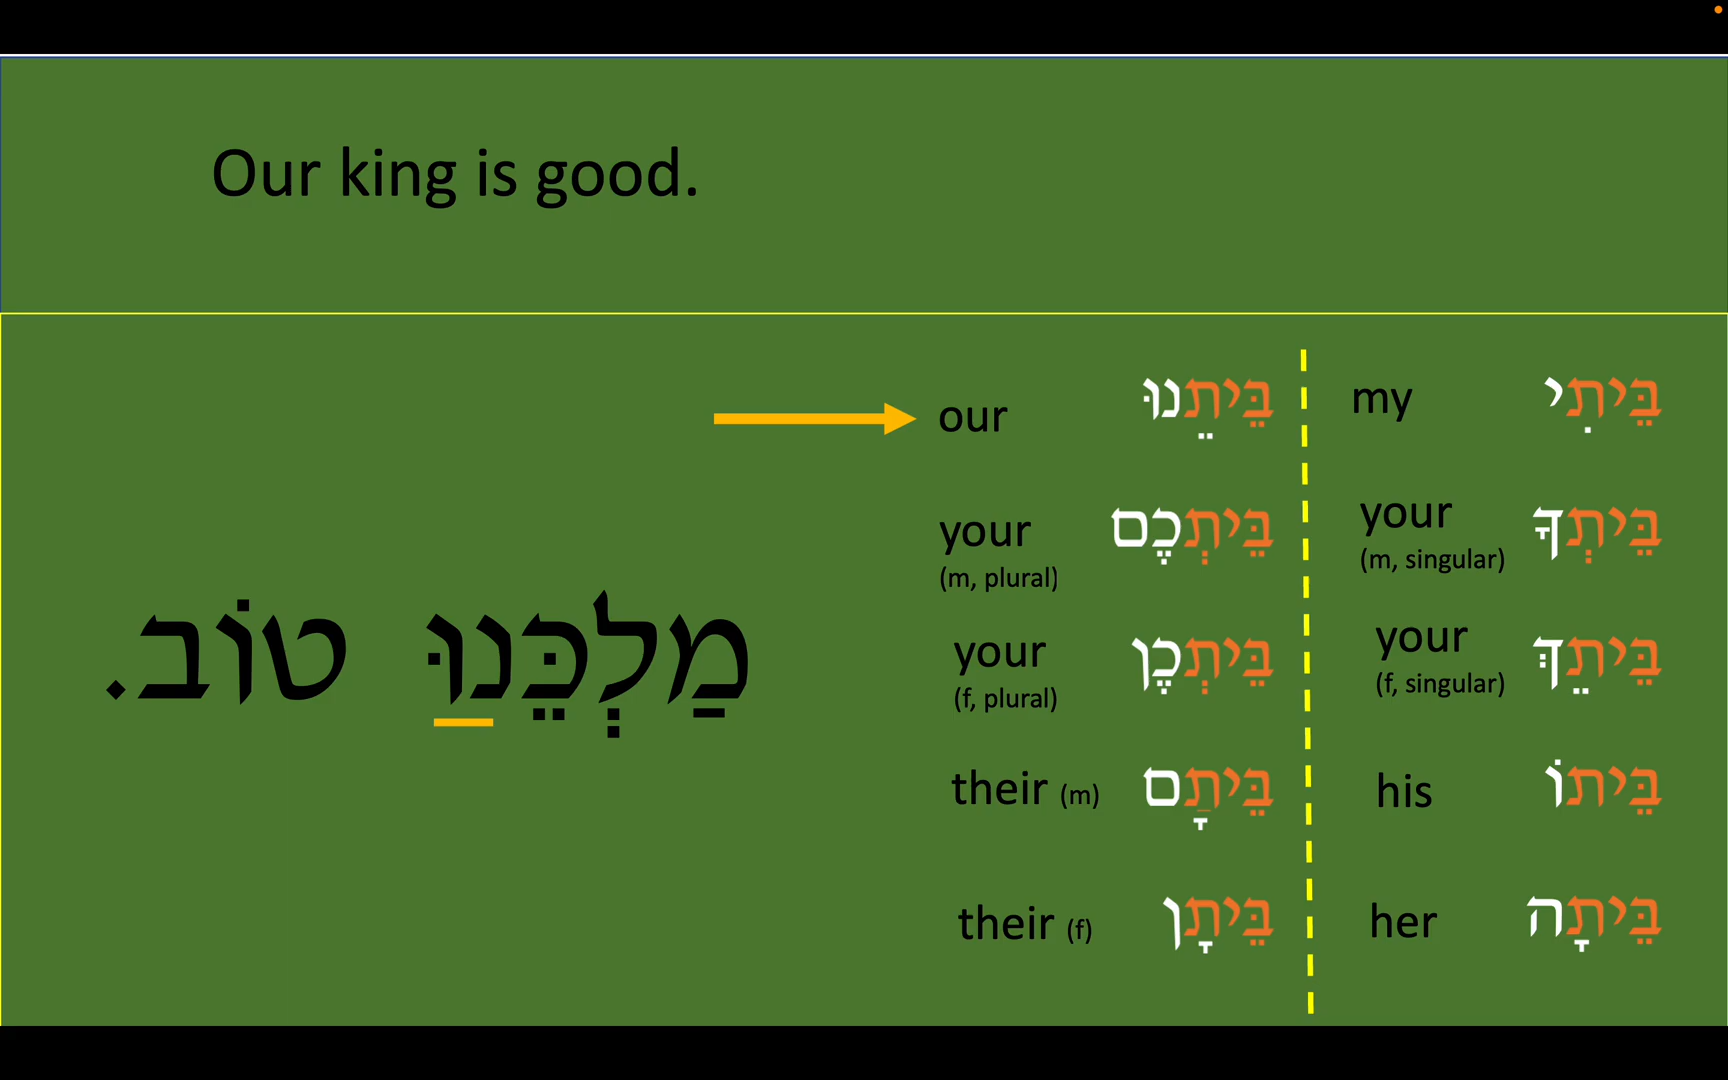 Our king is good.
מַלְכֶּנוּ טוֹב.
our בֵּיתֵנוּ
your בֵּיתְכֶם
(m, plural)
your בֵּיתְכֶן
(f, plural)
their (m) בֵּיתָם
their (f) בֵּיתָן
my בֵּיתִי
your בֵּיתְךָ
(m, singular)
your בֵּיתֵךְ
(f, singular)
his בֵּיתוֹ
her בֵּיתָה